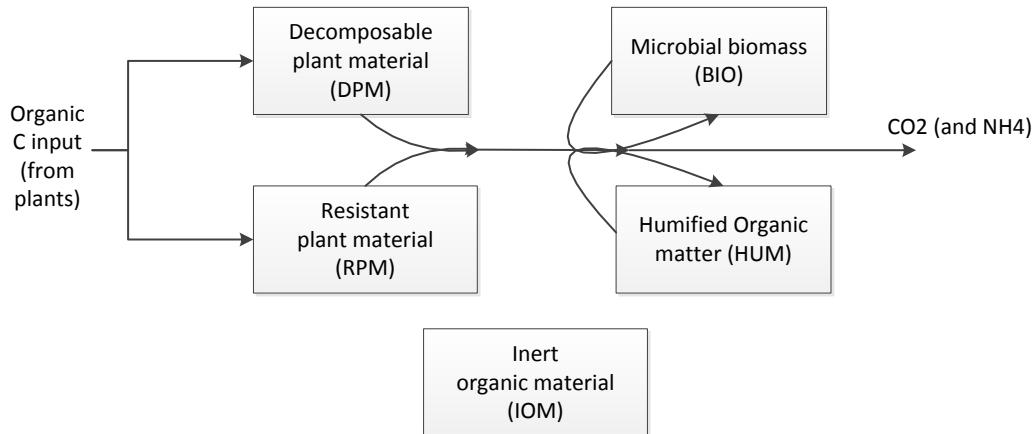 Decomposable
plant material
(DPM)
Microbial biomass
(BIO)
Organic
C input
(from
plants)
CO2 (and NH4)
Resistant
plant material
(RPM)
Humified Organic
matter (HUM)
Inert
organic material
(IOM)